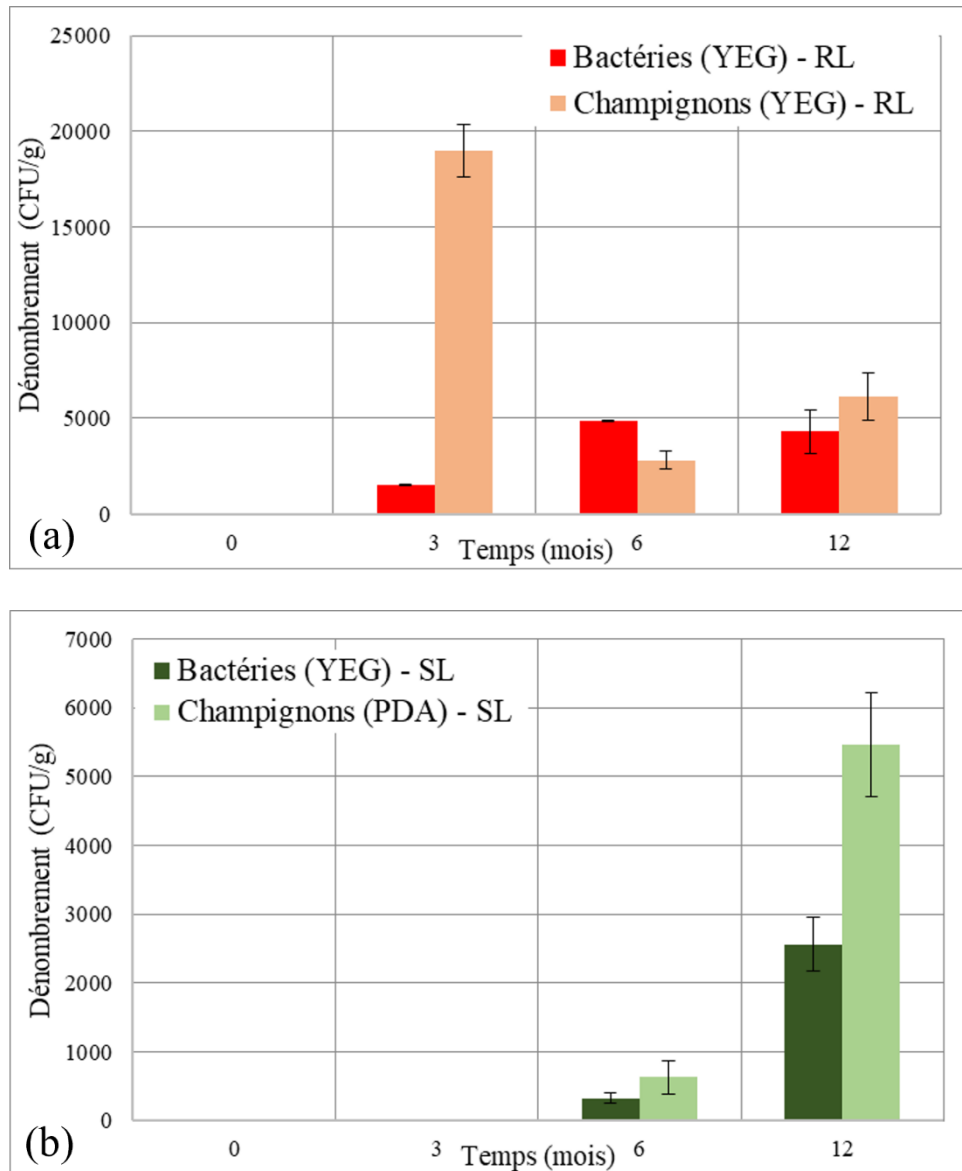 25000
Bactéries (YEG) - RL
Champignons (YEG) - RL
20000
15000
10000
5000
0
Dénombrement (CFU/g)
0
3
6
12
Temps (mois)
(a)
7000
Bactéries (YEG) - SL
Champignons (PDA) - SL
6000
5000
4000
3000
2000
1000
0
Dénombrement (CFU/g)
0
3
6
12
Temps (mois)
(b)